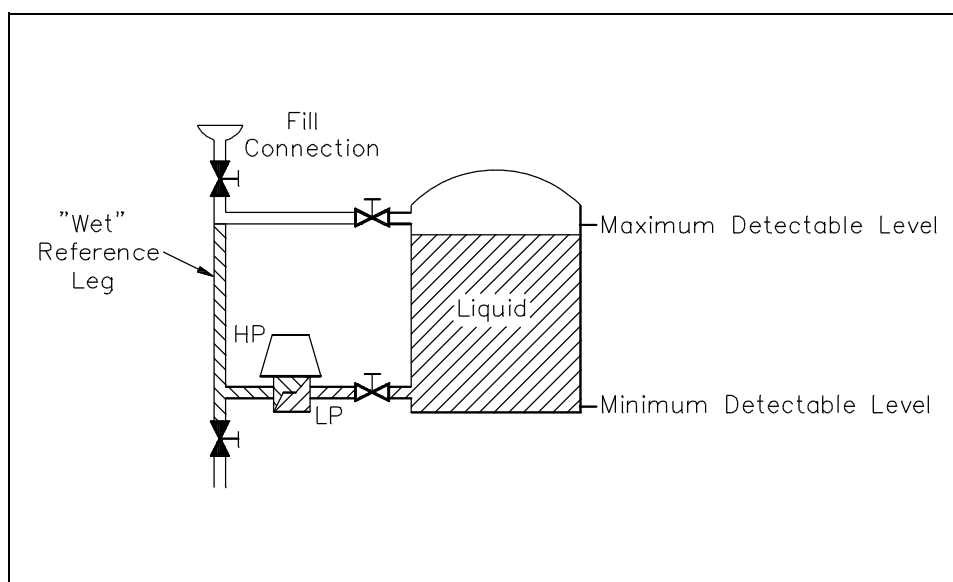 Fill
Connection
"Wet"
Reference
Leg
Maximum Detectable Level
Liquid
HP
LP
Minimum Detectable Level